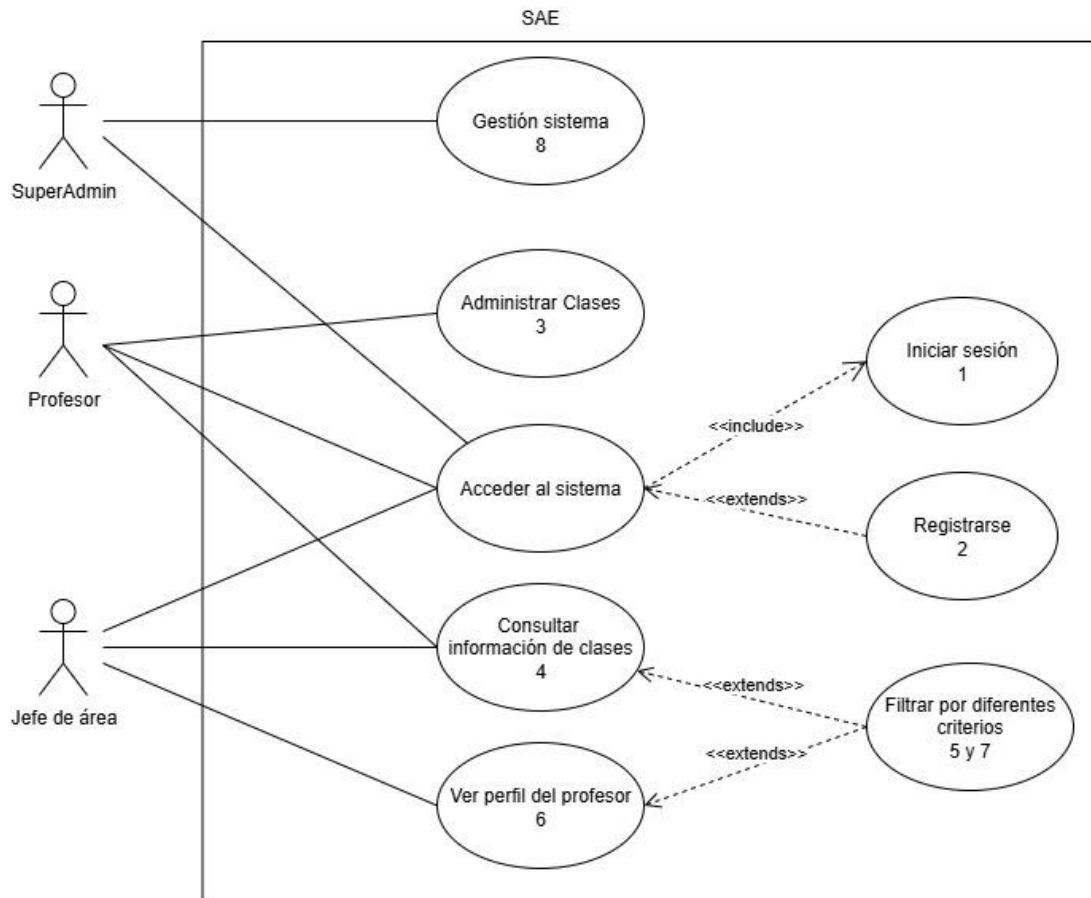 SAE
Gestión sistema
8
SuperAdmin
Administrar Clases
3
Profesor
Iniciar sesión
1
<<include>>
Acceder al sistema
<<extends>>
Registrarse
2
Consultar
información de clases
4
Jefe de área
<<extends>>
Filtrar por diferentes
criterios
5 y 7
<<extends>>
Ver perfil del profesor
6